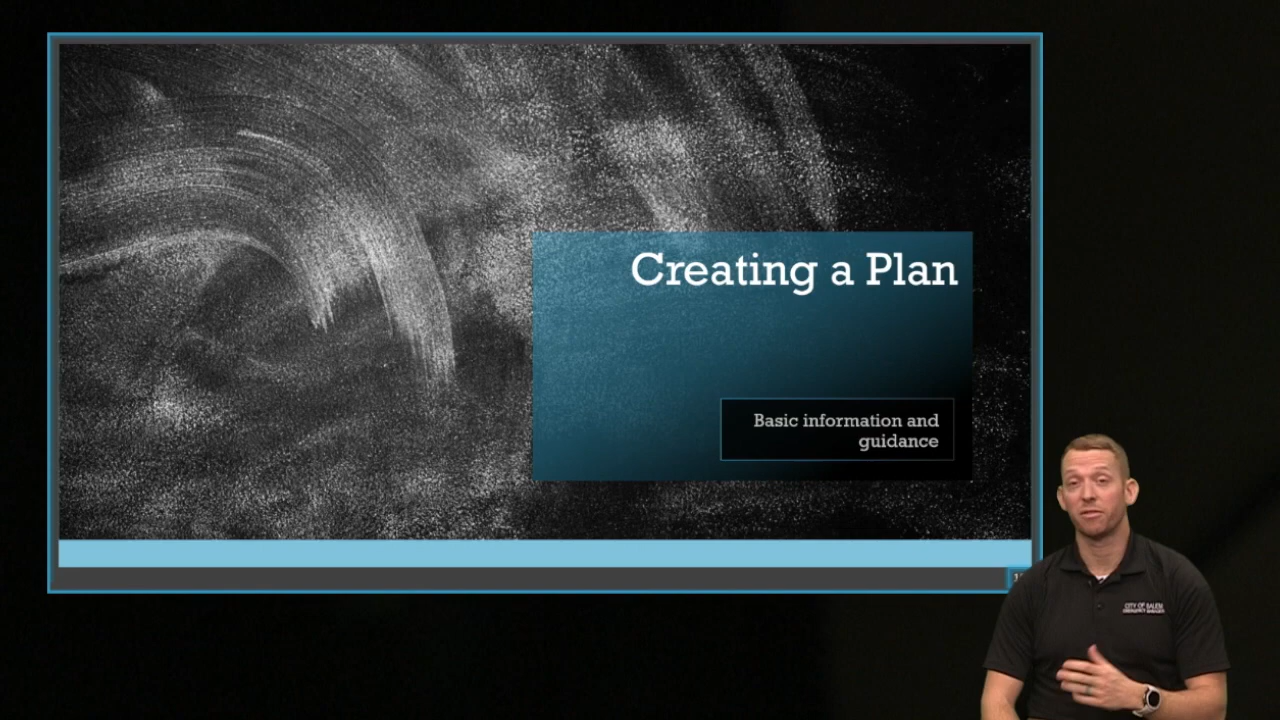 Creating a Plan
Basic information and
guidance
CITY OF SALEM